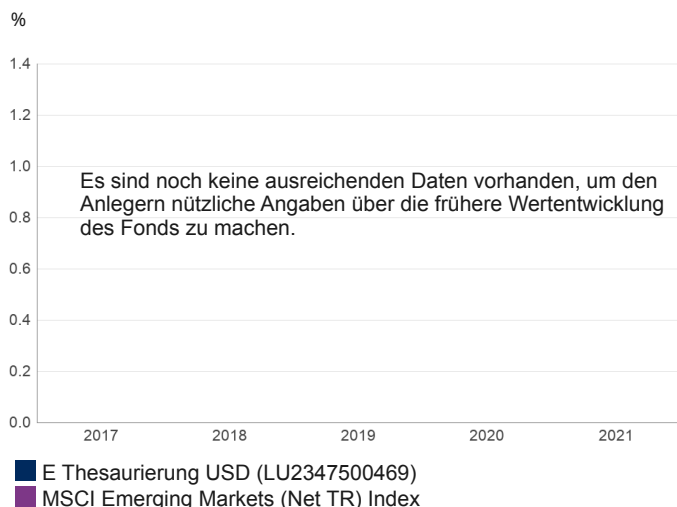 %
1.4
1.2
1.0
Es sind noch keine ausreichenden Daten vorhanden, um den
Anlegern nützliche Angaben über die frühere Wertentwicklung
0.8
des Fonds zu machen.
0.6
0.4
0.2
0.0
2017 2018 2019 2020 2021
E Thesaurierung USD (LU2347500469)
MSCI Emerging Markets (Net TR) Index